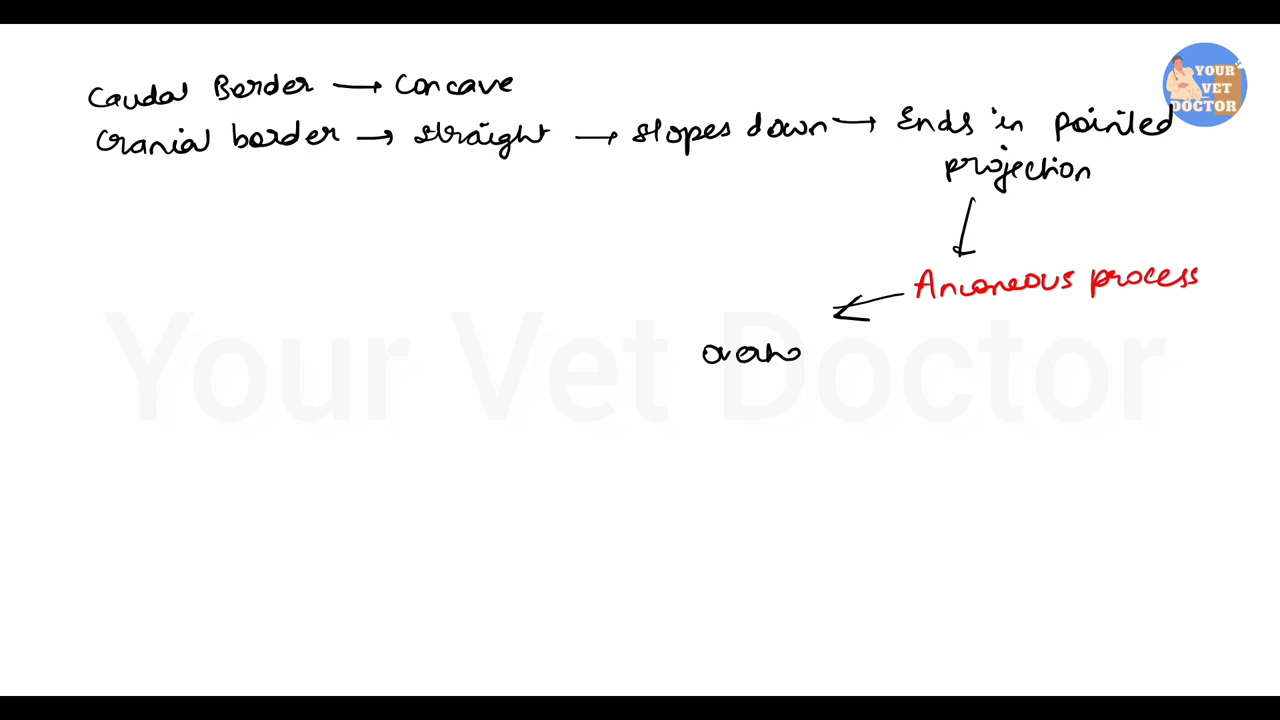 Caudal Border → Concave
YOUR
VET
DOCTOR
Cranial border → straight → slopes down → Ends in pointed
projection
Anconeous process
overh
Your Vet Doctor